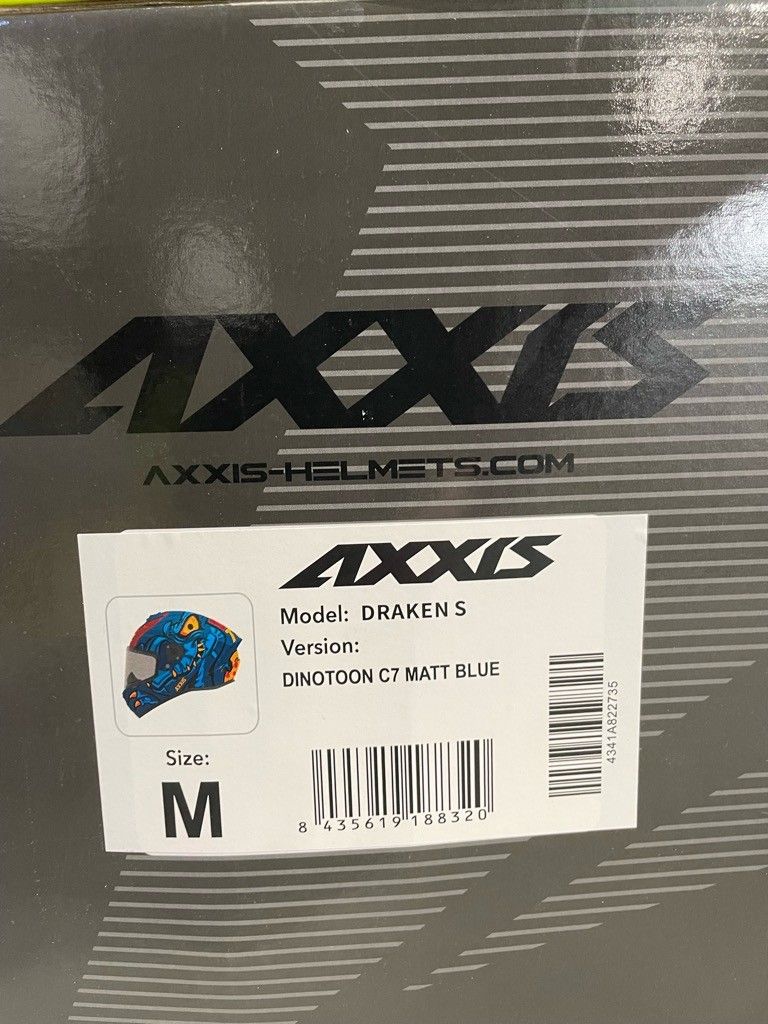 AXXIS
AXXIS-HELMETS.COM
AXXIS
Model: DRAKEN S
Version:
DINOTOON C7 MATT BLUE
Size:
M
8 435619 188320
4341A822735